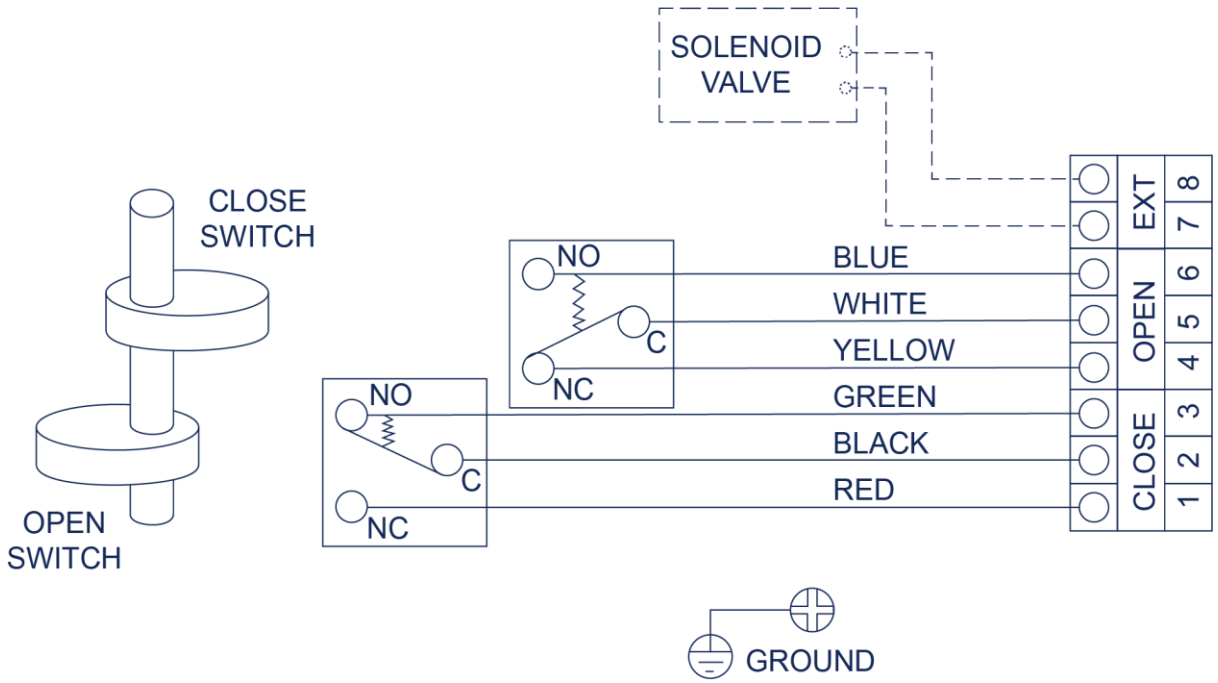 SOLENOID
VALVE
CLOSE
SWITCH
OPEN
SWITCH
NO
C
NC
NO
C
NC
BLUE
WHITE
YELLOW
GREEN
BLACK
RED
EXT
OPEN
CLOSE
8
7
6
5
4
3
2
1
GROUND